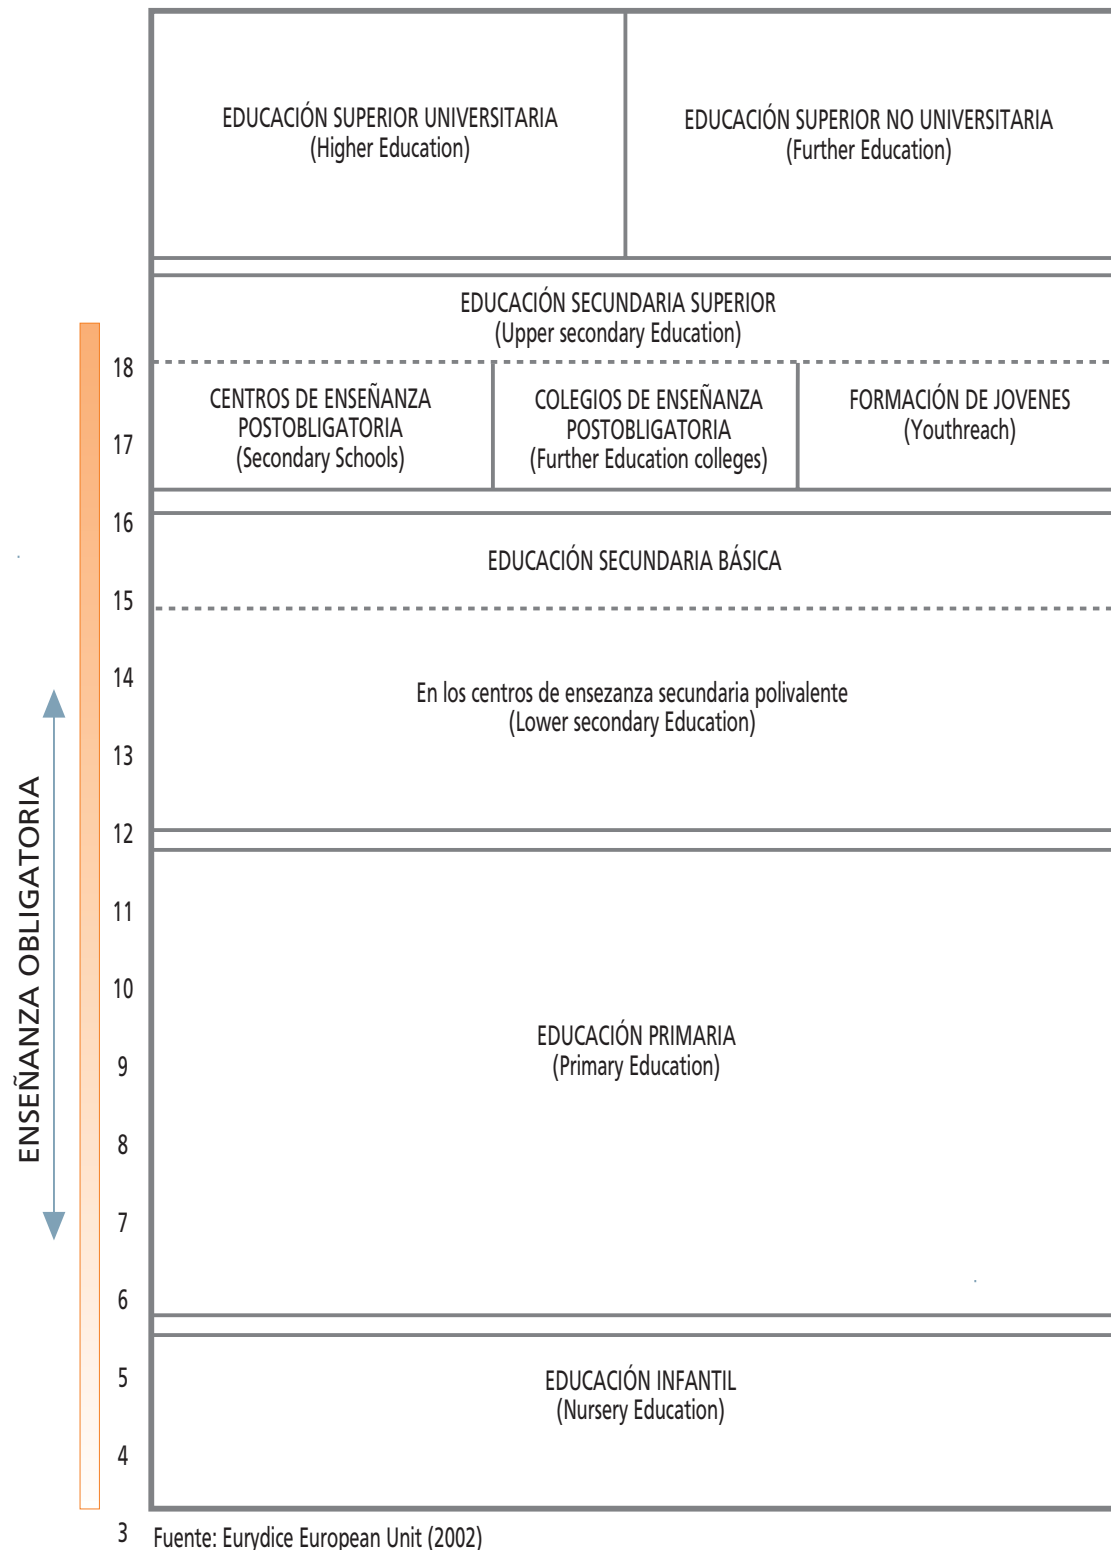 EDUCACIÓN SUPERIOR UNIVERSITARIA
(Higher Education)
EDUCACIÓN SUPERIOR NO UNIVERSITARIA
(Further Education)
EDUCACIÓN SECUNDARIA SUPERIOR
(Upper secondary Education)
18
CENTROS DE ENSEÑANZA
POSTOBLIGATORIA
(Secondary Schools)
COLEGIOS DE ENSEÑANZA
POSTOBLIGATORIA
(Further Education colleges)
FORMACIÓN DE JOVENES
(Youthreach)
17
16
EDUCACIÓN SECUNDARIA BÁSICA
15
14
En los centros de ensezanza secundaria polivalente
(Lower secondary Education)
13
12
ENSEÑANZA OBLIGATORIA
11
10
EDUCACIÓN PRIMARIA
(Primary Education)
9
8
7
6
5
EDUCACIÓN INFANTIL
(Nursery Education)
4
3
Fuente: Eurydice European Unit (2002)